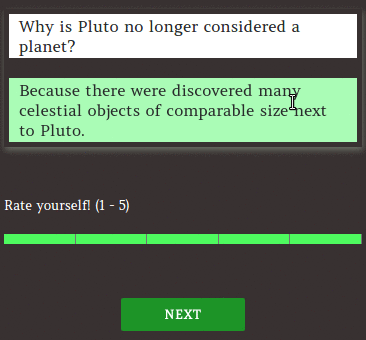 Why is Pluto no longer considered a
planet?
Because there were discovered many
celestial objects of comparable size next
to Pluto.
Rate yourself! (1 - 5)
NEXT